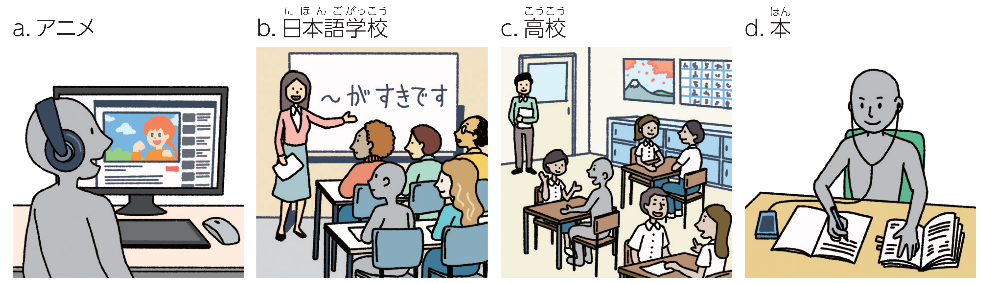 a. アニメ
にほんごがっこう
b. 日本語学校
こうこう
c. 高校
ほん
d. 本
～がすきです